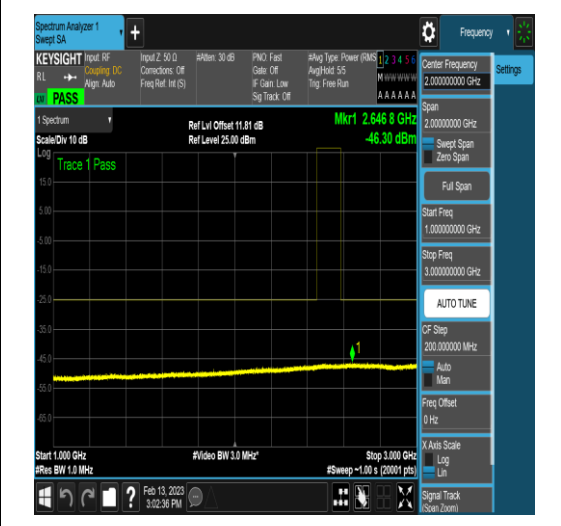 Spectrum Analyzer 1
Swept SA
+
Frequency
KEYSIGHT
RL
PASS
Input: RF
Coupling: DC
Align: Auto
Input Z: 50 Ω
Corrections: Off
Freq Ref: Int (S)
#Atten: 30 dB
PNO: Fast
Gate: Off
IF Gain: Low
Sig Track: Off
#Avg Type: Power (RMS
Avg|Hold: 5/5
Trig: Free Run
1 2 3 4 5 6
M w w w w w
A A A A A A
1 Spectrum
Scale/Div 10 dB
Ref Lvl Offset 11.81 dB
Ref Level 25.00 dBm
Mkr1 2.646 8 GHz
-46.30 dBm
Log
Trace 1 Pass
15.0
5.00
-5.00
-15.0
-25.0
-35.0
-45.0
-55.0
-65.0
1
Start 1.000 GHz
#Res BW 1.0 MHz
#Video BW 3.0 MHz*
Stop 3.000 GHz
#Sweep ~1.00 s (20001 pts)
?
Feb 13, 2023
3:02:36 PM
Center Frequency
2.000000000 GHz
Settings
Span
2.00000000 GHz
Swept Span
Zero Span
Full Span
Start Freq
1.000000000 GHz
Stop Freq
3.000000000 GHz
AUTO TUNE
CF Step
200.000000 MHz
Auto
Man
Freq Offset
0 Hz
X Axis Scale
Log
Lin
Signal Track
(Span Zoom)